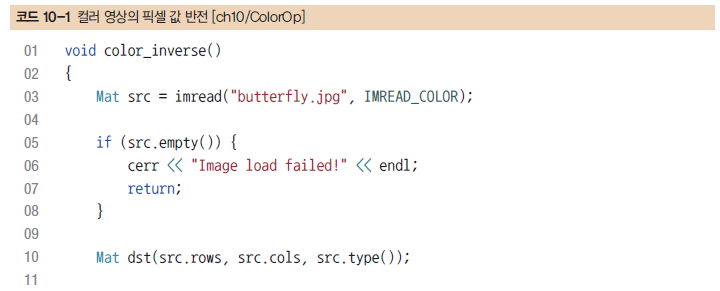 코드 10-1 컬러 영상의 픽셀 값 반전 [ch10/ColorOp]
01 void color_inverse()
02 {
03     Mat src = imread("butterfly.jpg", IMREAD_COLOR);
04
05     if (src.empty()) {
06         cerr << "Image load failed!" << endl;
07         return;
08     }
09
10     Mat dst(src.rows, src.cols, src.type());
11